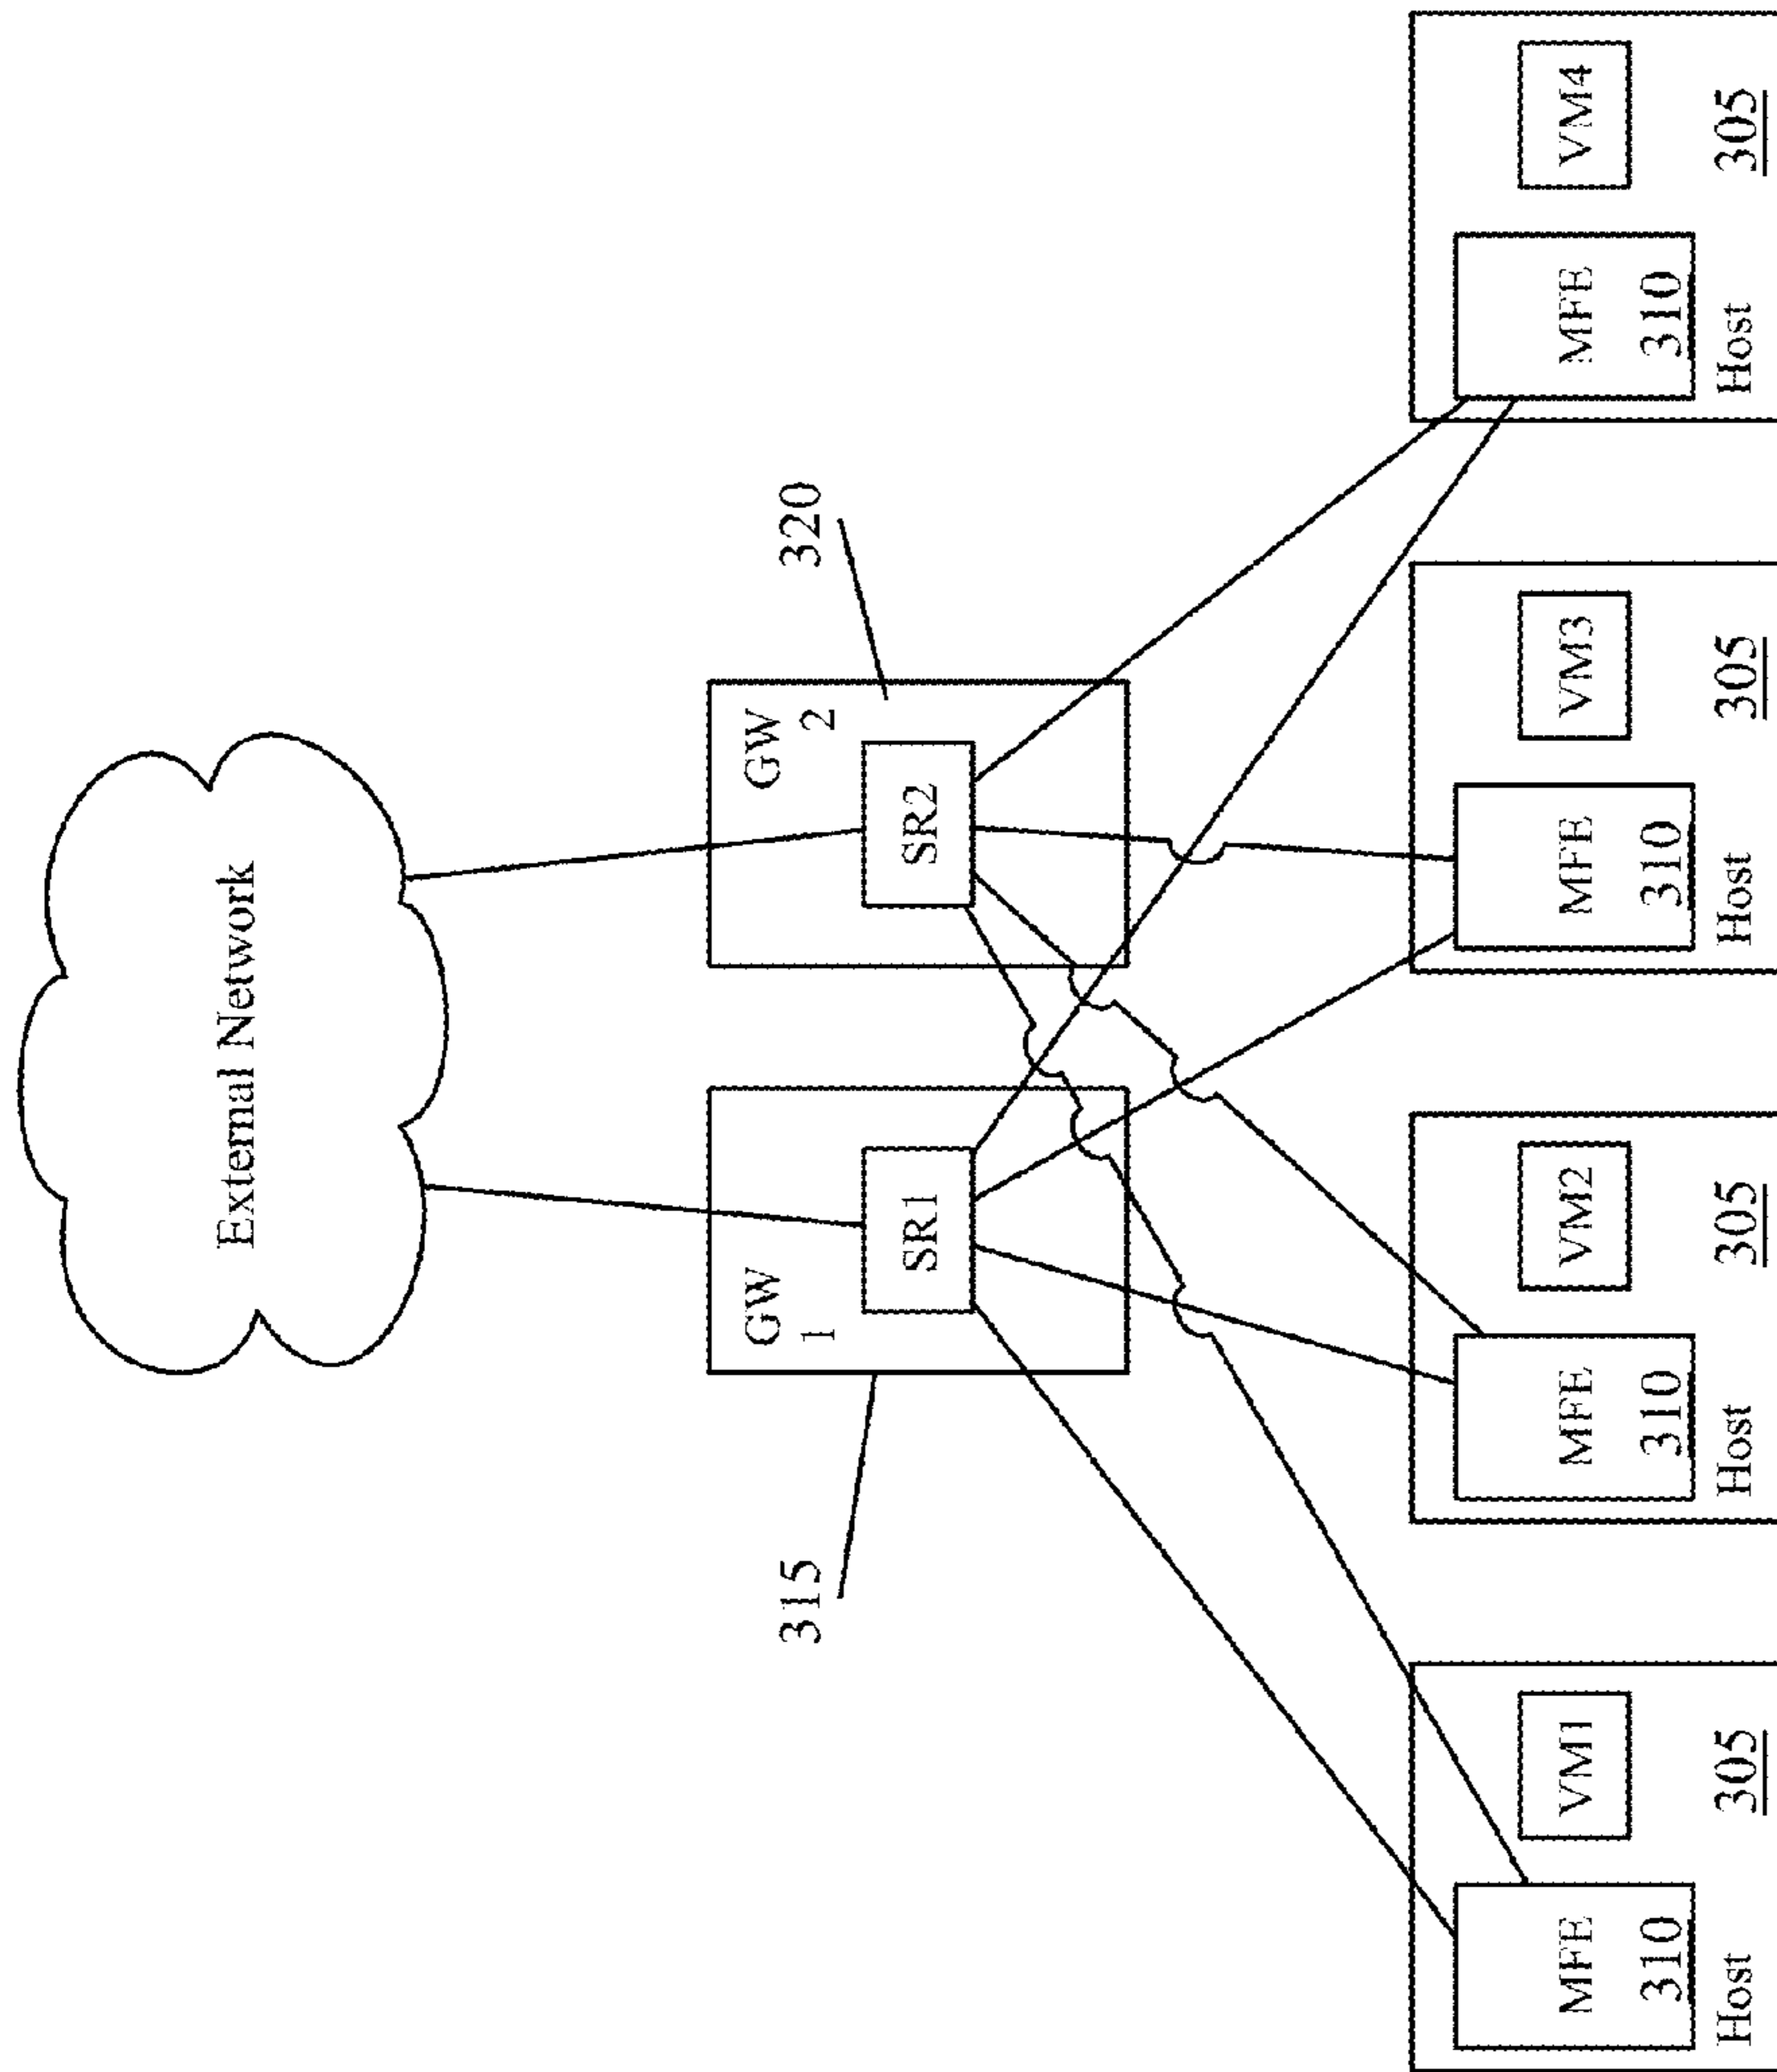 External Network
GW
1
SR1
315
GW
2
SR2
320
MFE
310
VM1
Host
305
MFE
310
VM2
Host
305
MFE
310
VM3
Host
305
MFE
310
VM4
Host
305